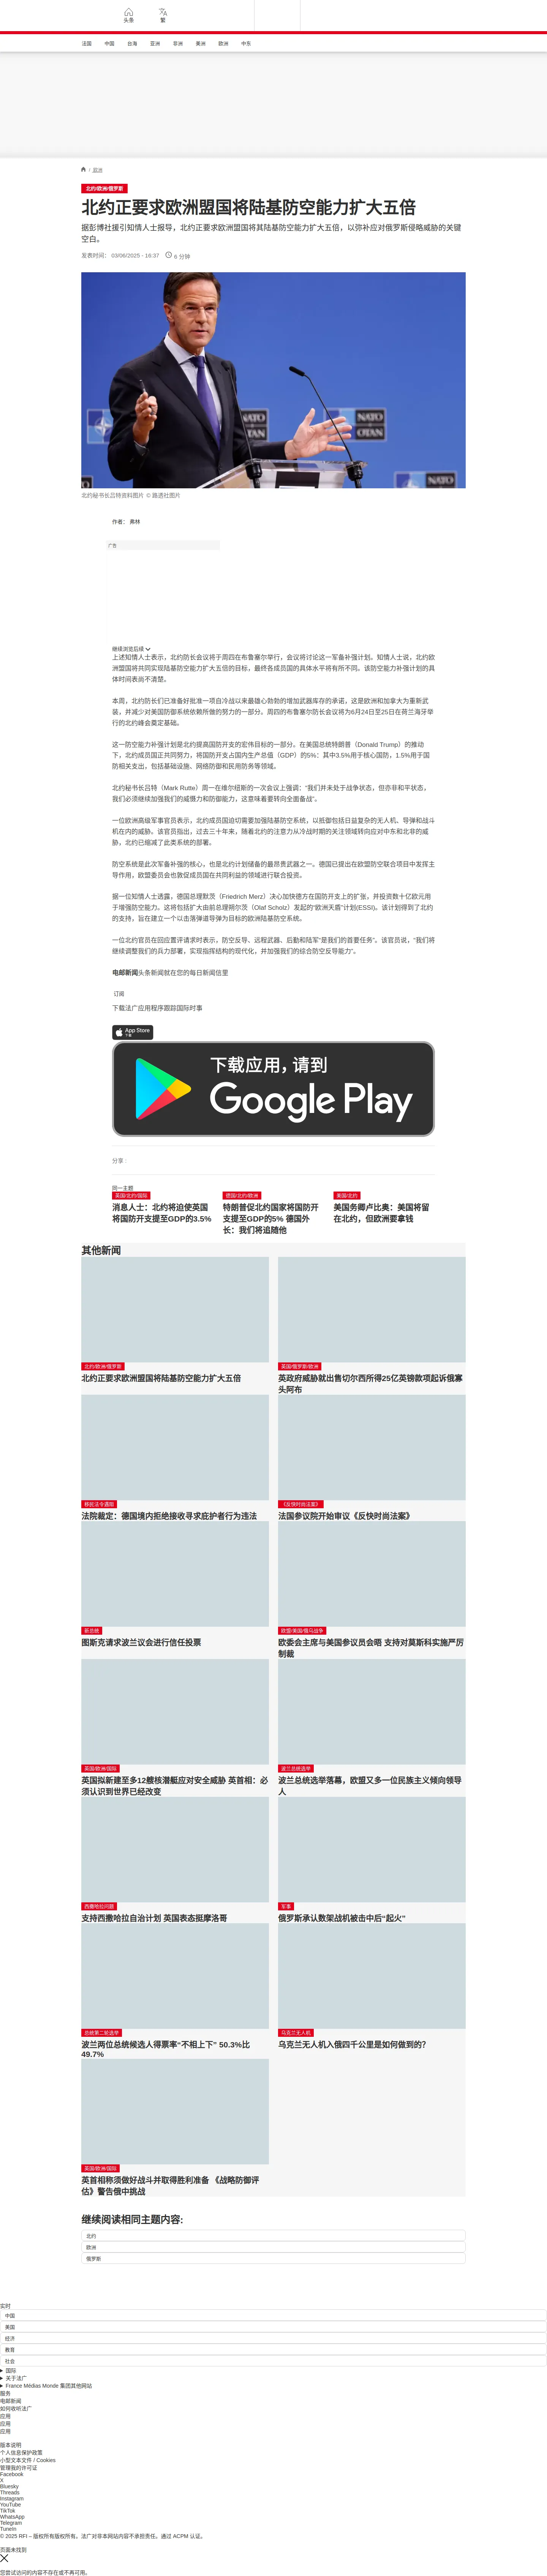 头条
繁
法国
中国
台海
亚洲
非洲
美洲
欧洲
中东
/ 欧洲
北约/欧洲/俄罗斯
北约正要求欧洲盟国将陆基防空能力扩大五倍
据彭博社援引知情人士报导，北约正要求欧洲盟国将其陆基防空能力扩大五倍，以弥补应对俄罗斯侵略威胁的关键
空白。
发表时间： 03/06/2025 - 16:37
6 分钟
NATO
OTAN
NATO
OTAN
北约秘书长吕特资料图片 © 路透社图片
作者： 弗林
广告
继续浏览后续
上述知情人士表示，北约防长会议将于周四在布鲁塞尔举行，会议将讨论这一军备补强计划。知情人士说，北约欧
洲盟国将共同实现陆基防空能力扩大五倍的目标，最终各成员国的具体水平将有所不同。该防空能力补强计划的具
体时间表尚不清楚。
本周，北约防长们已准备好批准一项自冷战以来最雄心勃勃的增加武器库存的承诺，这是欧洲和加拿大为重新武
装，并减少对美国防御系统依赖所做的努力的一部分。周四的布鲁塞尔防长会议将为6月24日至25日在荷兰海牙举
行的北约峰会奠定基础。
这一防空能力补强计划是北约提高国防开支的宏伟目标的一部分。在美国总统特朗普（Donald Trump）的推动
下，北约成员国正共同努力，将国防开支占国内生产总值（GDP）的5%：其中3.5%用于核心国防，1.5%用于国
防相关支出，包括基础设施、网络防御和民用防务等领域。
北约秘书长吕特（Mark Rutte）周一在维尔纽斯的一次会议上强调：“我们并未处于战争状态，但亦非和平状态，
我们必须继续加强我们的威慑力和防御能力，这意味着要转向全面备战”。
一位欧洲高级军事官员表示，北约成员国迫切需要加强陆基防空系统，以抵御包括日益复杂的无人机、导弹和战斗
机在内的威胁。该官员指出，过去三十年来，随着北约的注意力从冷战时期的关注领域转向应对中东和北非的威
胁，北约已缩减了此类系统的部署。
防空系统是此次军备补强的核心，也是北约计划储备的最昂贵武器之一。德国已提出在欧盟防空联合项目中发挥主
导作用，欧盟委员会也敦促成员国在共同利益的领域进行联合投资。
据一位知情人士透露，德国总理默茨（Friedrich Merz）决心加快德方在国防开支上的扩张，并投资数十亿欧元用
于增强防空能力。这将包括扩大由前总理朔尔茨（Olaf Scholz）发起的“欧洲天盾”计划(ESSI)。该计划得到了北约
的支持，旨在建立一个以击落弹道导弹为目标的欧洲陆基防空系统。
一位北约官员在回应置评请求时表示，防空反导、远程武器、后勤和陆军“是我们的首要任务”。该官员说，“我们将
继续调整我们的兵力部署，实现指挥结构的现代化，并加强我们的综合防空反导能力”。
电邮新闻头条新闻就在您的每日新闻信里
订阅
下载法广应用程序跟踪国际时事
App Store
下载
下载应用，请到
Google Play
分享 :
同一主题
英国/北约/国际
消息人士：北约将迫使英国
将国防开支提至GDP的3.5%
德国/北约/欧洲
特朗普促北约国家将国防开
支提至GDP的5% 德国外
长：我们将追随他
美国/北约
美国务卿卢比奥：美国将留
在北约，但欧洲要拿钱
其他新闻
北约/欧洲/俄罗斯
北约正要求欧洲盟国将陆基防空能力扩大五倍
英国/俄罗斯/欧洲
英政府威胁就出售切尔西所得25亿英镑款项起诉俄寡
头阿布
移民法令遇阻
法院裁定：德国境内拒绝接收寻求庇护者行为违法
《反快时尚法案》
法国参议院开始审议《反快时尚法案》
新总统
图斯克请求波兰议会进行信任投票
欧盟/美国/俄乌战争
欧委会主席与美国参议员会晤 支持对莫斯科实施严厉
制裁
英国/欧洲/国际
英国拟新建至多12艘核潜艇应对安全威胁 英首相：必
须认识到世界已经改变
波兰总统选举
波兰总统选举落幕，欧盟又多一位民族主义倾向领导
人
西撒哈拉问题
支持西撒哈拉自治计划 英国表态挺摩洛哥
军事
俄罗斯承认数架战机被击中后“起火”
总统第二轮选举
波兰两位总统候选人得票率“不相上下” 50.3%比
49.7%
乌克兰无人机
乌克兰无人机入俄四千公里是如何做到的？
英国/欧洲/国际
英首相称须做好战斗并取得胜利准备 《战略防御评
估》警告俄中挑战
继续阅读相同主题内容:
北约
欧洲
俄罗斯
实时
中国
美国
经济
教育
社会
国际
关于法广
France Médias Monde 集团其他网站
服务
电邮新闻
如何收听法广
应用
应用
应用
版本说明
个人信息保护政策
小型文本文件 / Cookies
管理我的许可证
Facebook
X
Bluesky
Threads
Instagram
YouTube
TikTok
WhatsApp
Telegram
TuneIn
© 2025 RFI – 版权所有版权所有。法广对非本网站内容不承担责任。通过 ACPM 认证。
页面未找到
您尝试访问的内容不存在或不再可用。